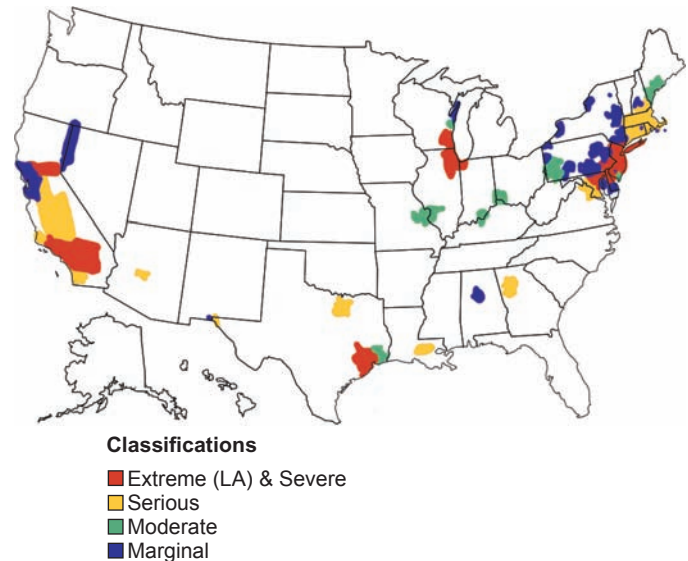 Classifications
Extreme (LA) & Severe
Serious
Moderate
Marginal